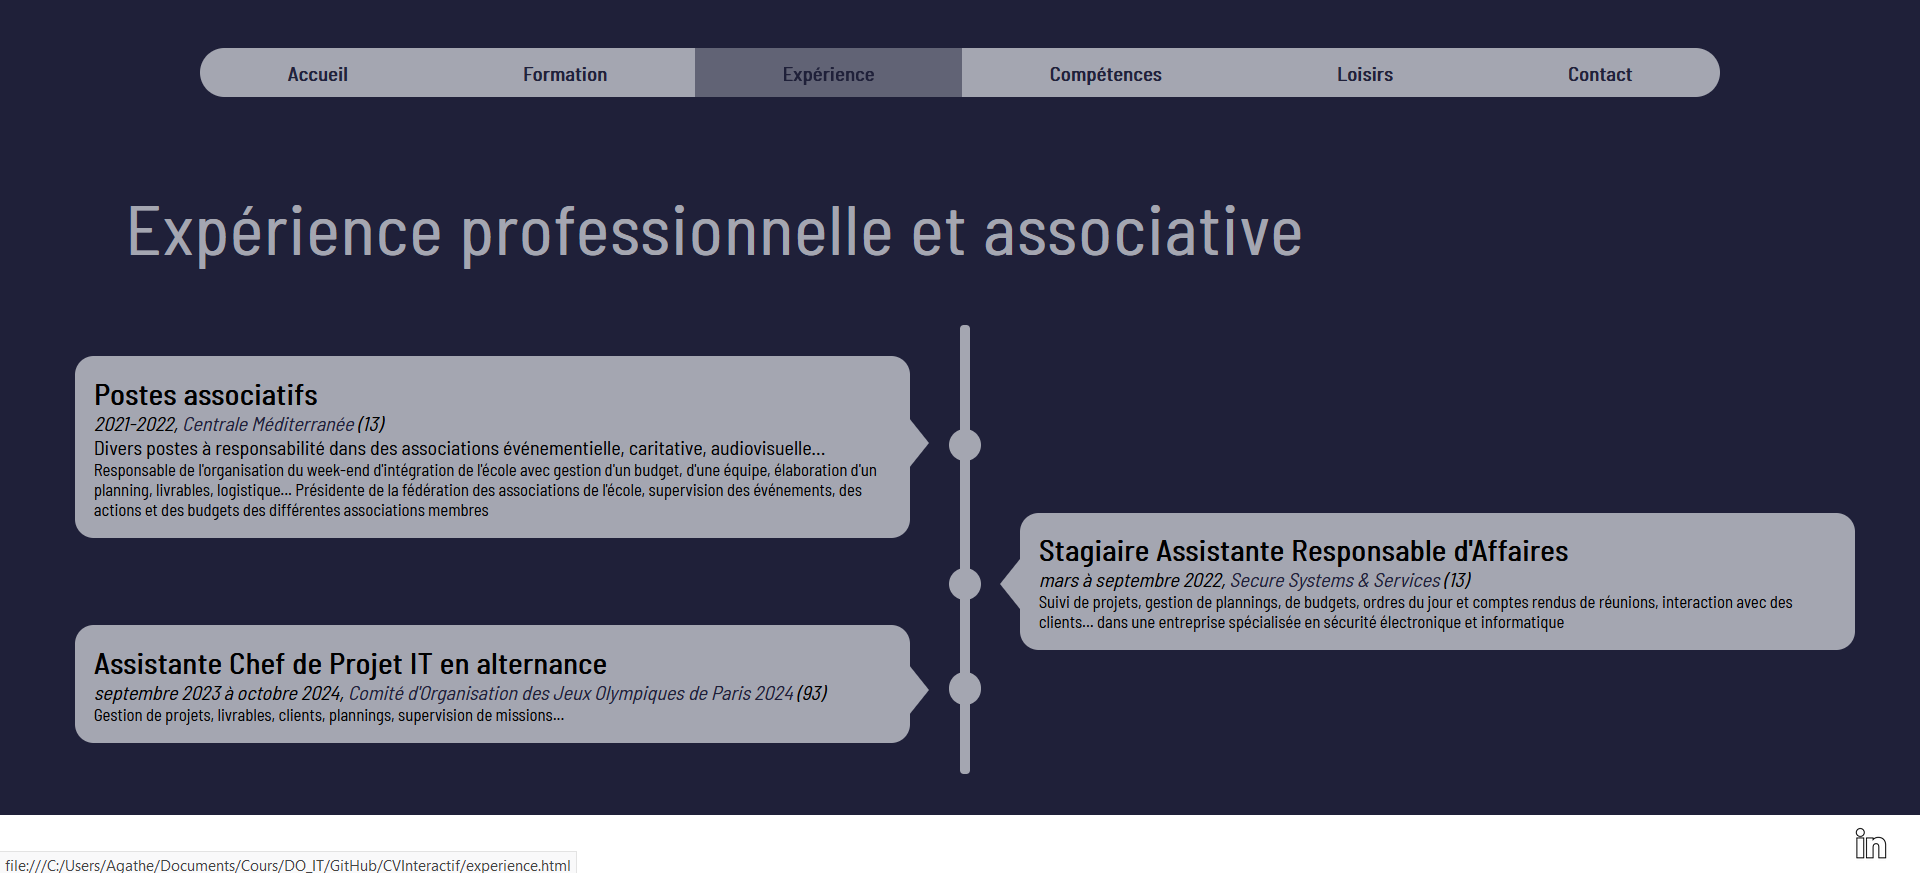 Accueil
Formation
Expérience
Compétences
Loisirs
Contact
Expérience professionnelle et associative
Postes associatifs
2021-2022, Centrale Méditerranée (13)
Divers postes à responsabilité dans des associations événementielle, caritative, audiovisuelle...
Responsable de l'organisation du week-end d'intégration de l'école avec gestion d'un budget, d'une équipe, élaboration d'un
planning, livrables, logistique... Présidente de la fédération des associations de l'école, supervision des événements, des
actions et des budgets des différentes associations membres
Stagiaire Assistante Responsable d'Affaires
mars à septembre 2022, Secure Systems & Services (13)
Suivi de projets, gestion de plannings, de budgets, ordres du jour et comptes rendus de réunions, interaction avec des
clients... dans une entreprise spécialisée en sécurité électronique et informatique
Assistante Chef de Projet IT en alternance
septembre 2023 à octobre 2024, Comité d'Organisation des Jeux Olympiques de Paris 2024 (93)
Gestion de projets, livrables, clients, plannings, supervision de missions...
in
file:///C:/Users/Agathe/Documents/Cours/DO_IT/GitHub/CVInteractif/experience.html